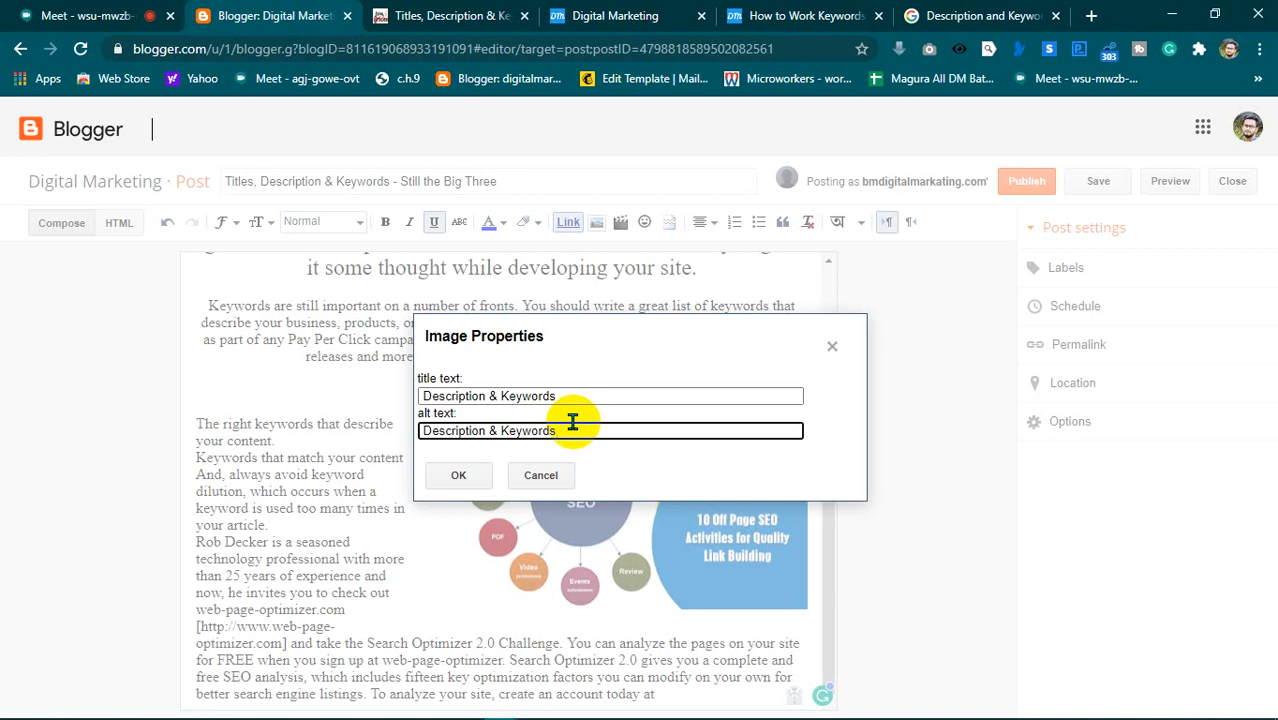 Meet - wsu-mwzb-
Blogger: Digital Market
Titles, Description & Ke
Digital Marketing
How to Work Keywords
Description and Keywo
blogger.com/u/1/blogger.g?blogID=811619068933191091#editor/target=post;postID=4798818589502082561
303
Apps
Web Store
Yahoo
Meet - agj-gowe-ovt
c.h.9
Blogger: digitalmar...
Edit Template | Mail...
Microworkers - wor...
Magura All DM Bat...
Meet - wsu-mwzb-...
Blogger
Digital Marketing · Post
Titles, Description & Keywords - Still the Big Three
Posting as bmdigitalmarkating.com'
Publish
Save
Preview
Close
Compose
HTML
Normal
Link
Post settings
Labels
Schedule
Permalink
Location
Options
it some thought while developing your site.
Keywords are still important on a number of fronts. You should write a great list of keywords that
describe your business, products, or
as part of any Pay Per Click campa
releases and more
Image Properties
title text:
Description & Keywords
alt text:
Description & Keywords
OK
Cancel
The right keywords that describe
your content.
Keywords that match your content
And, always avoid keyword
dilution, which occurs when a
keyword is used too many times in
your article.
Rob Decker is a seasoned
technology professional with more
than 25 years of experience and
now, he invites you to check out
web-page-optimizer.com
[http://www.web-page-
optimizer.com] and take the Search Optimizer 2.0 Challenge. You can analyze the pages on your site
for FREE when you sign up at web-page-optimizer. Search Optimizer 2.0 gives you a complete and
free SEO analysis, which includes fifteen key optimization factors you can modify on your own for
better search engine listings. To analyze your site, create an account today at
SEO
PDF
Video
Events
Review
10 Off Page SEO
Activities for Quality
Link Building